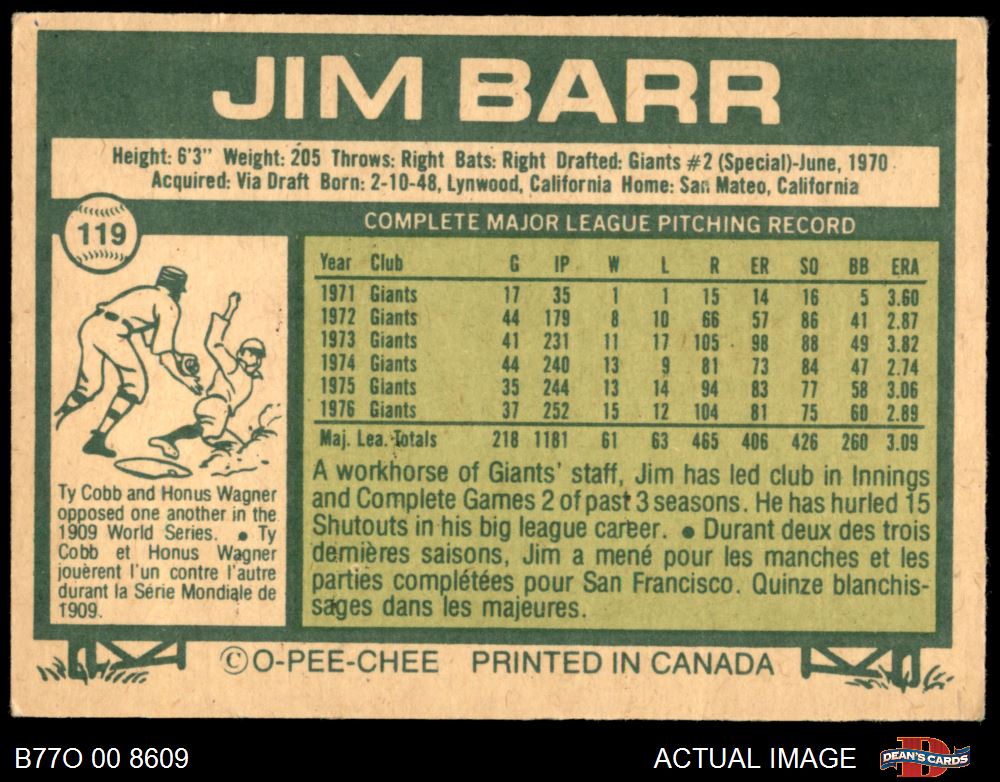 JIM BARR
Height: 6'3" Weight: 205 Throws: Right Bats: Right Drafted: Giants #2 (Special)-June, 1970
Acquired: Via Draft Born: 2-10-48, Lynwood, California Home: San Mateo, California
119
COMPLETE MAJOR LEAGUE PITCHING RECORD
Year Club G IP W L R ER SO BB ERA
1971 Giants 17 35 1 1 15 14 16 5 3.60
1972 Giants 44 179 8 10 66 57 86 41 2.87
1973 Giants 41 231 11 17 105 98 88 49 3.82
1974 Giants 44 240 13 9 81 73 84 47 2.74
1975 Giants 35 244 13 14 94 83 77 58 3.06
1976 Giants 37 252 15 12 104 81 75 60 2.89
Maj. Lea. Totals 218 1181 61 63 465 406 426 260 3.09
A workhorse of Giants' staff, Jim has led club in Innings
and Complete Games 2 of past 3 seasons. He has hurled 15
Shutouts in his big league career. ● Durant deux des trois
dernières saisons, Jim a mené pour les manches et les
parties complétées pour San Francisco. Quinze blanchis-
sages dans les majeures.
Ty Cobb and Honus Wagner
opposed one another in the
1909 World Series. ● Ty
Cobb et Honus Wagner
jouèrent l'un contre l'autre
durant la Série Mondiale de
1909.
©O-PEE-CHEE PRINTED IN CANADA
B77O 00 8609
ACTUAL IMAGE
DEAN'S CARDS